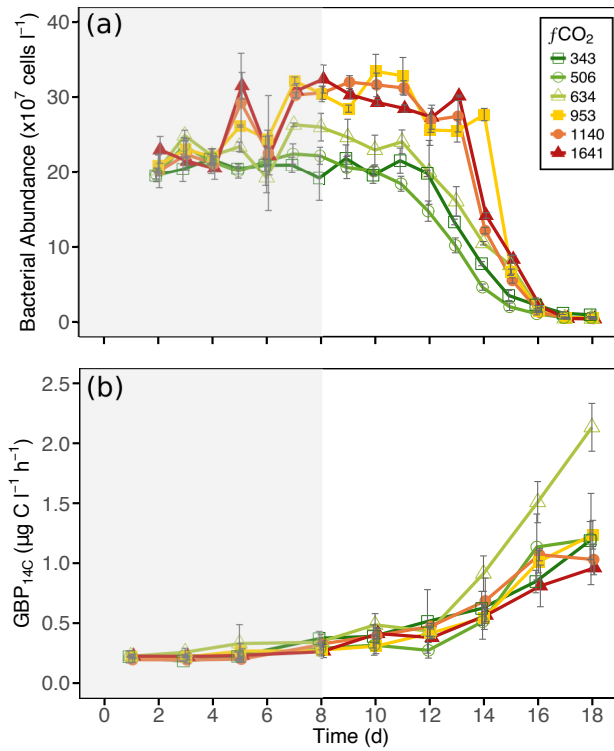 (a)
Bacterial Abundance (x10⁷ cells l⁻¹)
40
30
20
10
0
fCO₂
343
506
634
953
1140
1641
(b)
GBP₁₄C (µg C l⁻¹ h⁻¹)
2.5
2.0
1.5
1.0
0.5
0.0
0 2 4 6 8 10 12 14 16 18
Time (d)